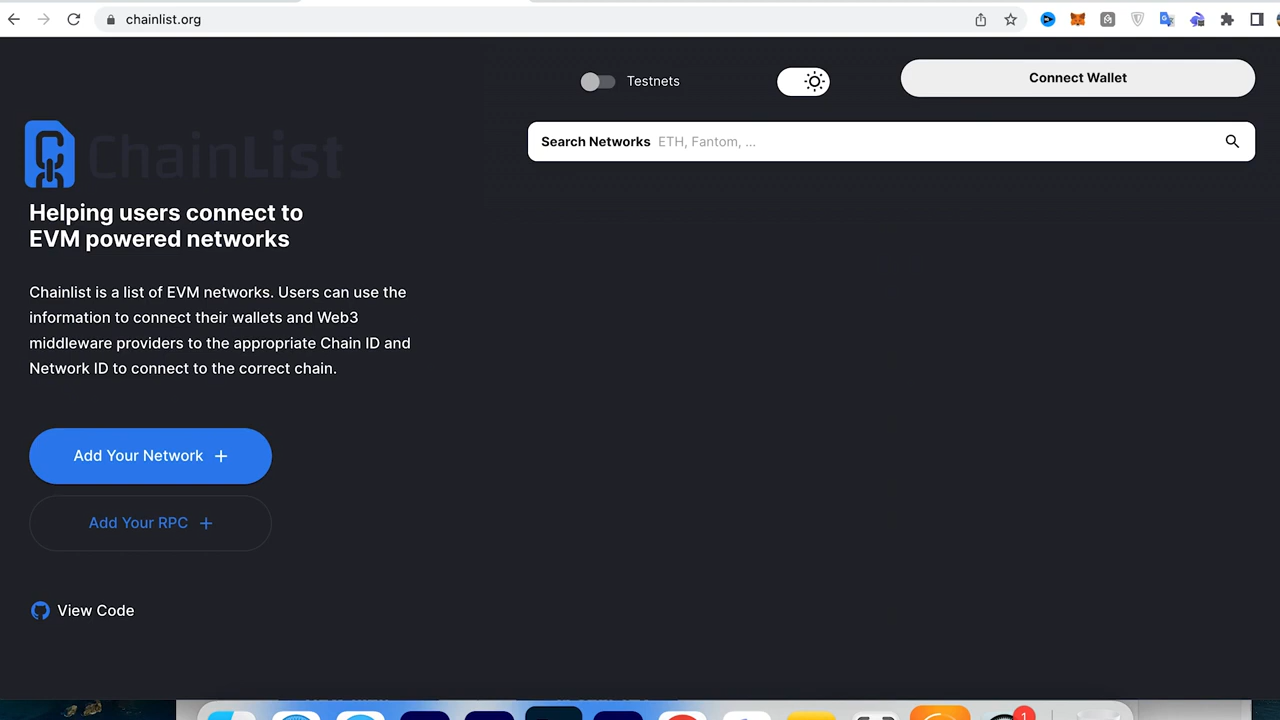 chainlist.org
Testnets
Connect Wallet
Search Networks ETH, Fantom, ...
ChainList
Helping users connect to
EVM powered networks
Chainlist is a list of EVM networks. Users can use the
information to connect their wallets and Web3
middleware providers to the appropriate Chain ID and
Network ID to connect to the correct chain.
Add Your Network +
Add Your RPC +
View Code
1